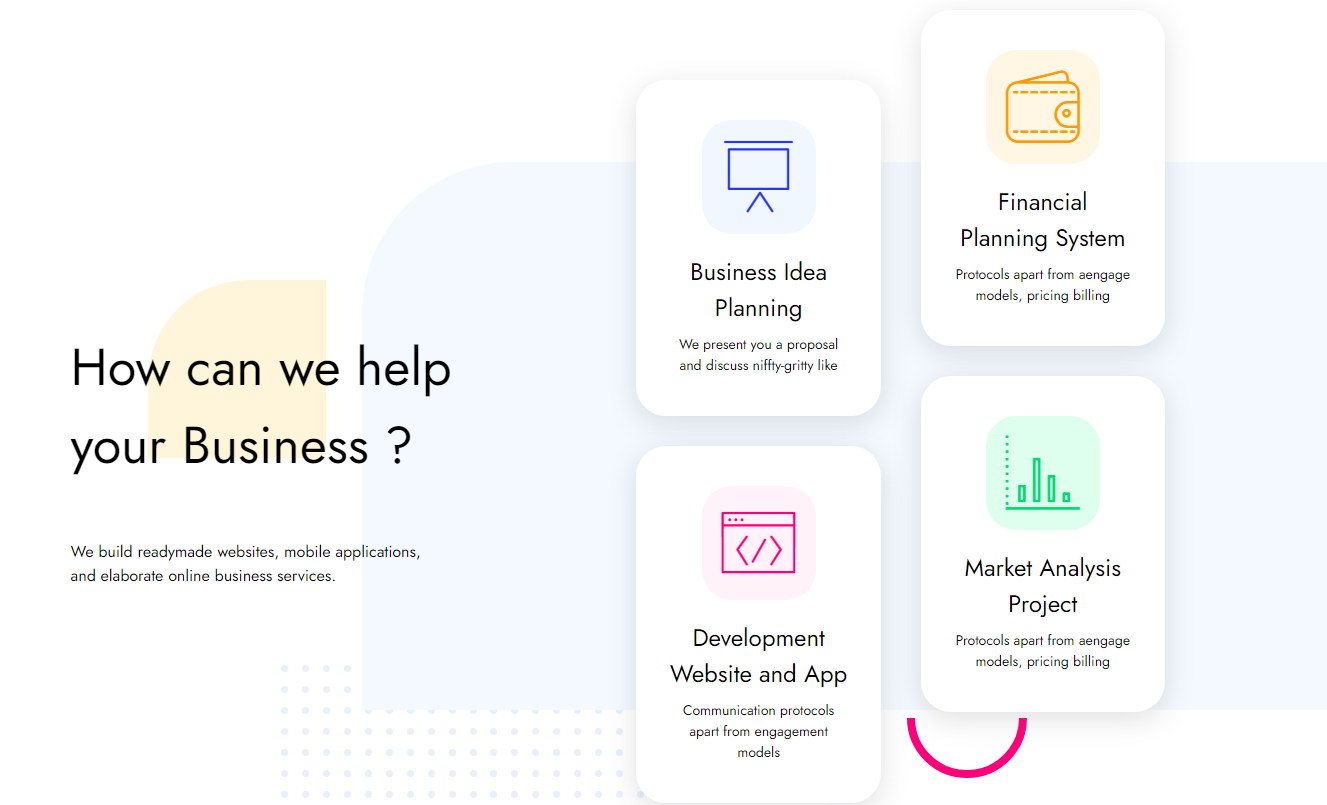 How can we help
your Business ?
We build readymade websites, mobile applications,
and elaborate online business services.
Business Idea
Planning
We present you a proposal
and discuss niffty-gritty like
Development
Website and App
Communication protocols
apart from engagement
models
Financial
Planning System
Protocols apart from aengage
models, pricing billing
Market Analysis
Project
Protocols apart from aengage
models, pricing billing